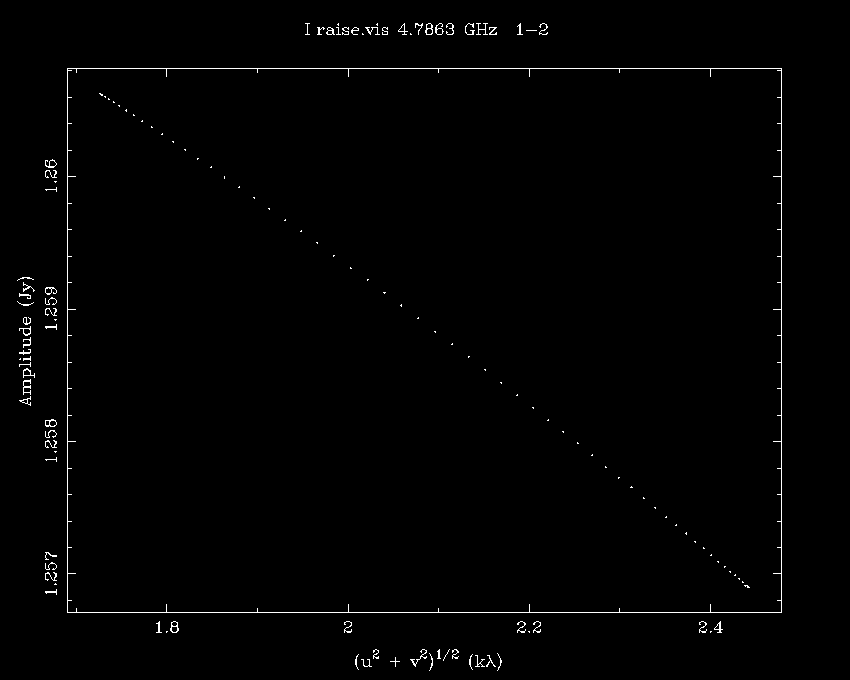 I raise.vis 4.7863 GHz 1-2
1.26
1.259
1.258
1.257
Amplitude (Jy)
1.8 2 2.2 2.4
(u² + v²)^1/2 (kλ)